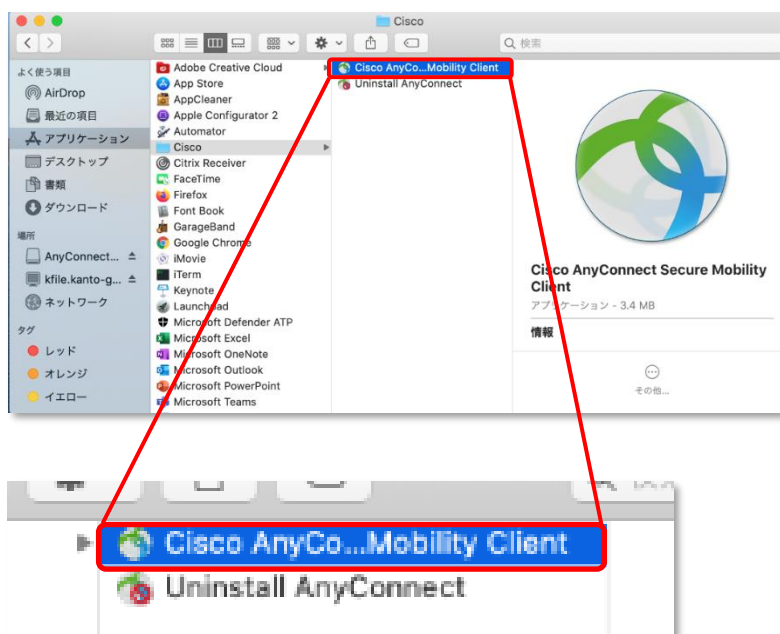 Cisco
検索
よく使う項目
AirDrop
最近の項目
アプリケーション
デスクトップ
書類
ダウンロード
場所
AnyConnect...
kfile.kanto-g...
ネットワーク
タグ
レッド
オレンジ
イエロー
Adobe Creative Cloud
App Store
AppCleaner
Apple Configurator 2
Automator
Cisco
Citrix Receiver
FaceTime
Firefox
Font Book
GarageBand
Google Chrome
iMovie
iTerm
Keynote
Launchpad
Microsoft Defender ATP
Microsoft Excel
Microsoft OneNote
Microsoft Outlook
Microsoft PowerPoint
Microsoft Teams
Cisco AnyCo...Mobility Client
Uninstall AnyConnect
Cisco AnyConnect Secure Mobility
Client
アプリケーション - 3.4 MB
情報
その他...
Cisco AnyCo...Mobility Client
Uninstall AnyConnect